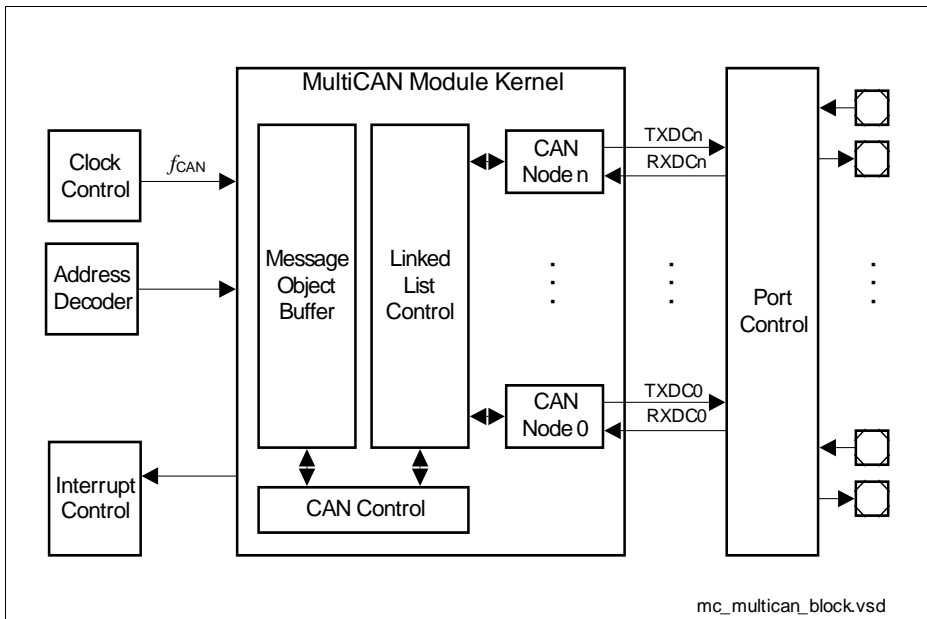 MultiCAN Module Kernel
Clock
Control
fCAN
Address
Decoder
Interrupt
Control
Message
Object
Buffer
Linked
List
Control
CAN Control
CAN
Node n
TXDCn
RXDCn
CAN
Node 0
TXDC0
RXDC0
Port
Control
mc_multican_block.vsd